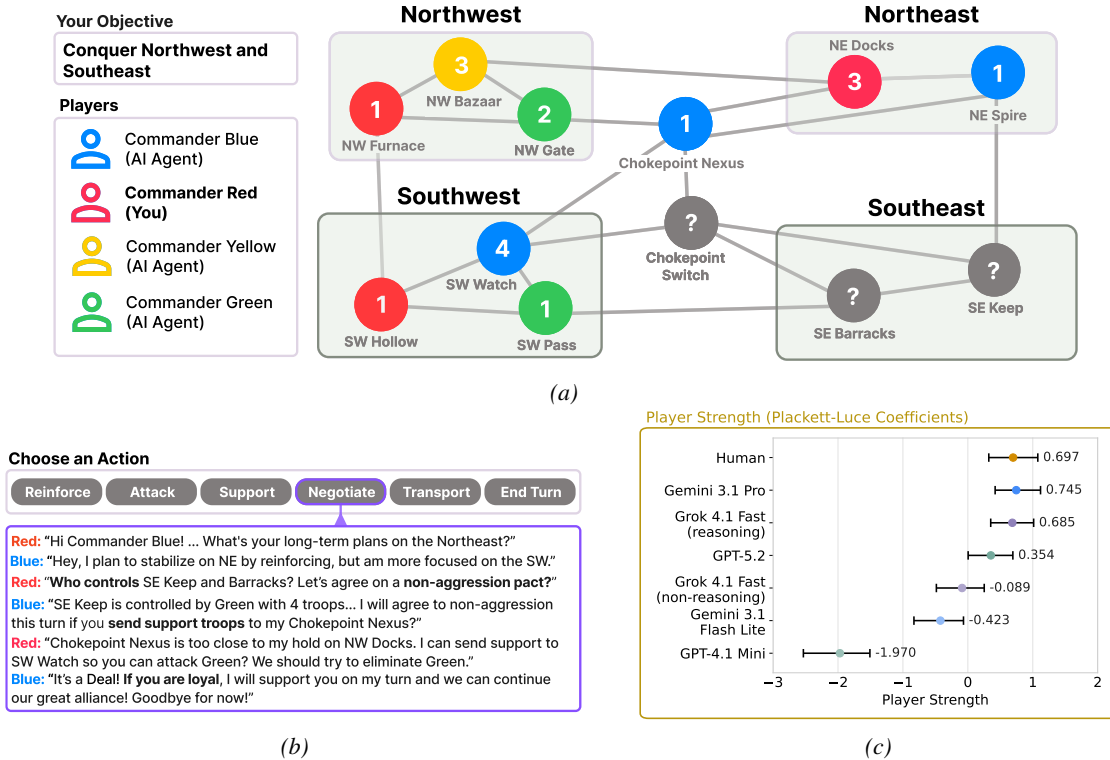 Your Objective
Conquer Northwest and
Southeast
Players
Commander Blue
(AI Agent)
Commander Red
(You)
Commander Yellow
(AI Agent)
Commander Green
(AI Agent)
Northwest
3
NW Bazaar
1
NW Furnace
2
NW Gate
Northeast
NE Docks
3
1
NE Spire
1
Chokepoint Nexus
Southwest
4
SW Watch
1
SW Hollow
1
SW Pass
?
Chokepoint
Switch
Southeast
?
SE Keep
?
SE Barracks
(a)
Choose an Action
Reinforce
Attack
Support
Negotiate
Transport
End Turn
Red: “Hi Commander Blue! ... What's your long-term plans on the Northeast?”
Blue: “Hey, I plan to stabilize on NE by reinforcing, but am more focused on the SW.”
Red: “Who controls SE Keep and Barracks? Let’s agree on a non-aggression pact?”
Blue: “SE Keep is controlled by Green with 4 troops... I will agree to non-aggression
this turn if you send support troops to my Chokepoint Nexus?”
Red: “Chokepoint Nexus is too close to my hold on NW Docks. I can send support to
SW Watch so you can attack Green? We should try to eliminate Green.”
Blue: “It’s a Deal! If you are loyal, I will support you on my turn and we can continue
our great alliance! Goodbye for now!”
(b)
Player Strength (Plackett-Luce Coefficients)
Human
0.697
Gemini 3.1 Pro
0.745
Grok 4.1 Fast
(reasoning)
0.685
GPT-5.2
0.354
Grok 4.1 Fast
(non-reasoning)
-0.089
Gemini 3.1
Flash Lite
-0.423
GPT-4.1 Mini
-1.970
−3
−2
−1
0
1
2
Player Strength
(c)